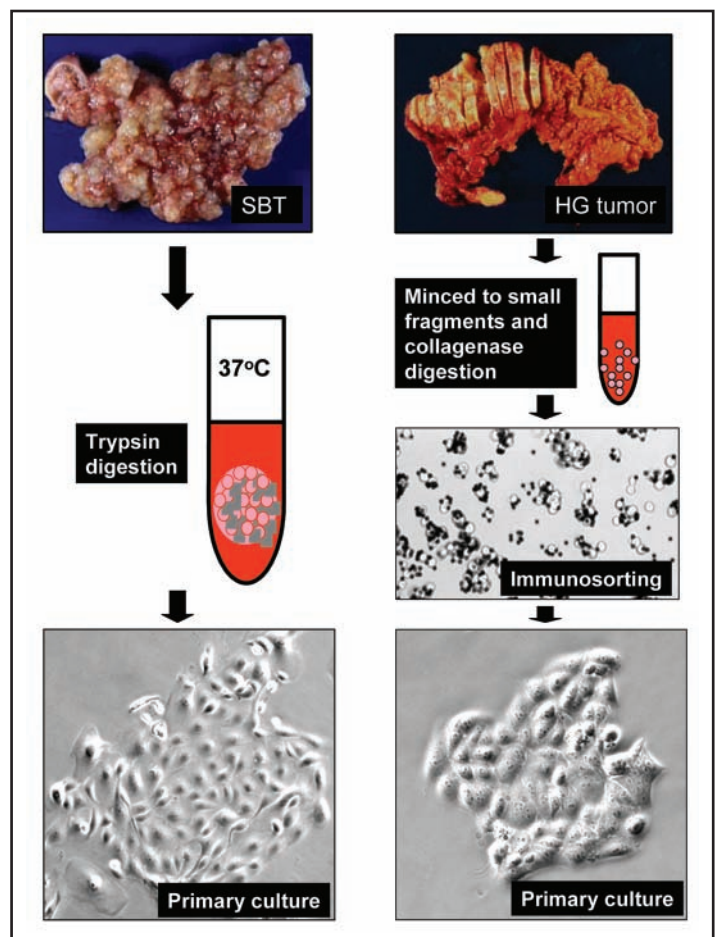 SBT
37oC
Trypsin
digestion
Primary culture
HG tumor
Minced to small
fragments and
collagenase
digestion
Immunosorting
Primary culture